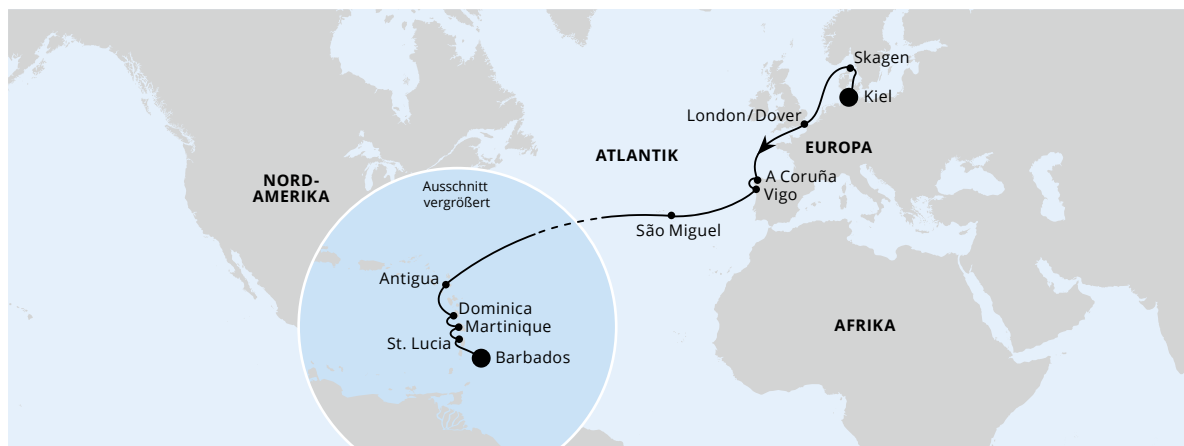 Skagen
Kiel
London/Dover
EUROPA
ATLANTIK
A Coruña
Vigo
NORD-
AMERIKA
Ausschnitt
vergrößert
São Miguel
Antigua
Dominica
Martinique
St. Lucia
Barbados
AFRIKA